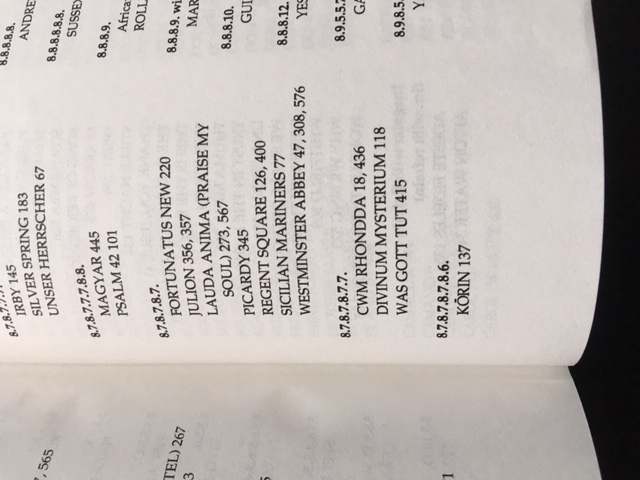 8.7.8.7.7.7.
IRBY 145
SILVER SPRING 183
UNSER HERRSCHER 67
8.7.8.7.7.8.8.
MAGYAR 445
PSALM 42 101
8.7.8.7.8.7.
FORTUNATUS NEW 220
JULION 356, 357
LAUDA ANIMA (PRAISE MY
SOUL) 273, 567
PICARDY 345
REGENT SQUARE 126, 400
SICILIAN MARINERS 77
WESTMINSTER ABBEY 47, 308, 576
8.7.8.7.8.7.7.
CWM RHONDDA 18, 436
DIVINUM MYSTERIUM 118
WAS GOTT TUT 415
8.7.8.7.8.7.8.6.
KÖRIN 137
8.8.8.8.8.
ANDRE
8.8.8.8.8.8.
SUSSEX
8.8.8.9.
Africa
ROLLA
8.8.8.9. wi
MAR
8.8.8.10.
GUI
8.8.8.12.
YES
8.9.5.5.7
GA
8.9.8.5.
Y
, 565
TEL) 267
3
5
1